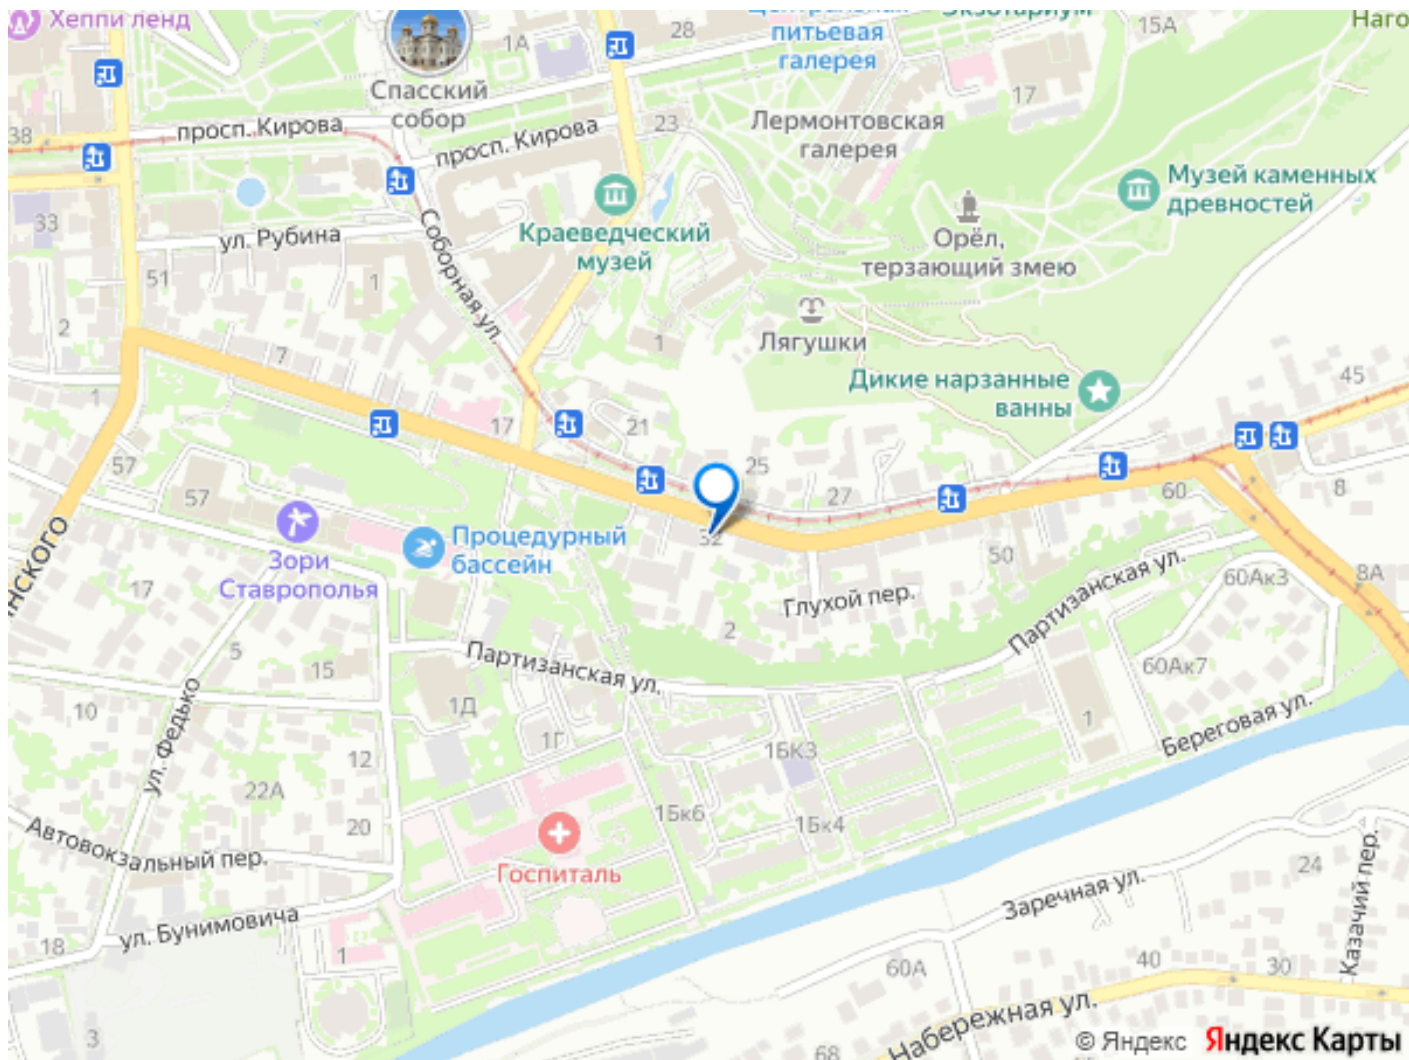 Хеппи ленд
1А
28
питьевая
галерея
Экзотариум
15А
Наго
Спасский
собор
38
просп. Кирова
просп. Кирова
23
Лермонтовская
галерея
17
Музей каменных
древностей
33
ул. Рубина
Соборная ул.
Краеведческий
музей
Орёл,
терзающий змею
51
1
2
7
1
Лягушки
Дикие нарзанные
ванны
45
1
17
21
57
57
25
27
60
8
Процедурный
бассейн
32
50
Зори
Ставрополья
17
нского
Глухой пер.
Партизанская ул.
60Ак3
8А
2
5
15
Партизанская ул.
60Ак7
10
ул. Федько
1Д
1Г
1
Береговая ул.
12
1БК3
22А
20
1Бк6
1Бк4
Автовокзальный пер.
Госпиталь
24
Казачий пер.
Заречная ул.
ул. Бунимовича
18
1
60А
40
30
Набережная ул.
3
68
© Яндекс Яндекс Карты